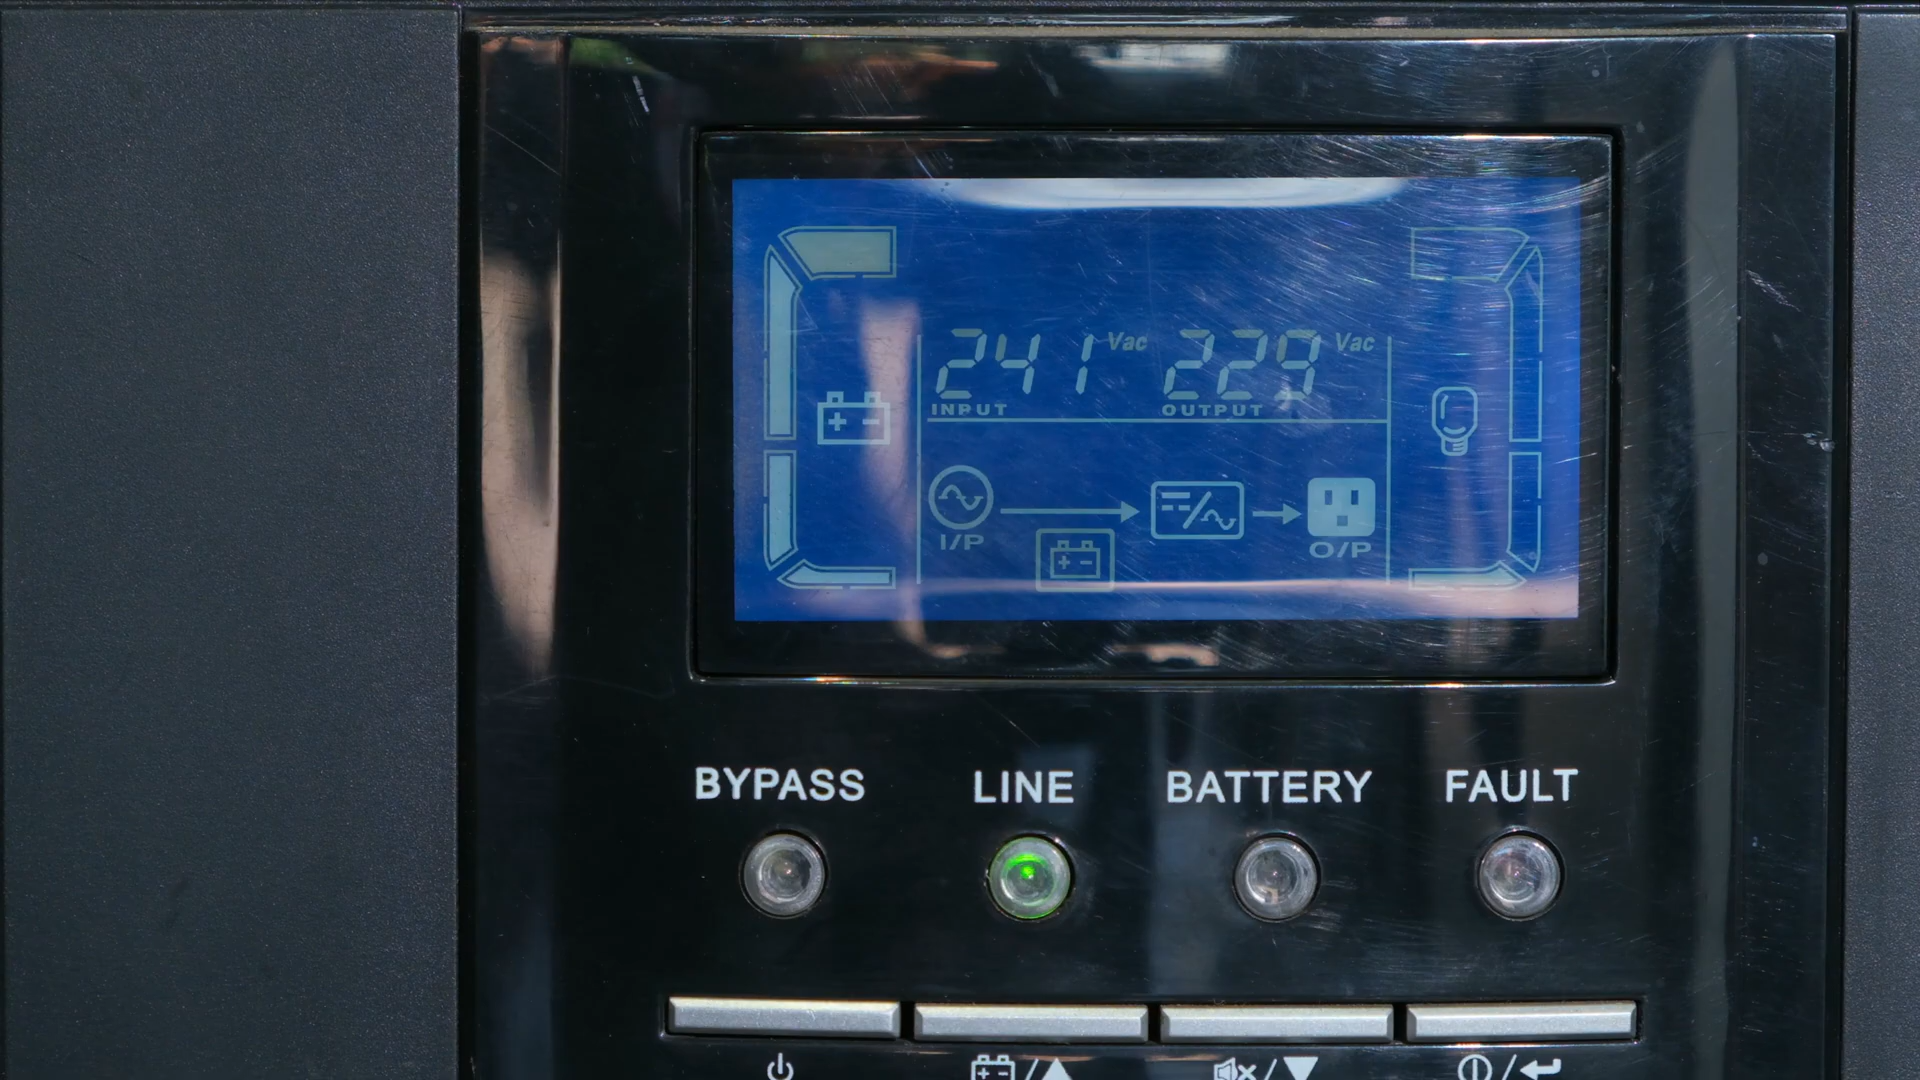 241 Vac 229 Vac
INPUT OUTPUT
I/P O/P
BYPASS LINE BATTERY FAULT